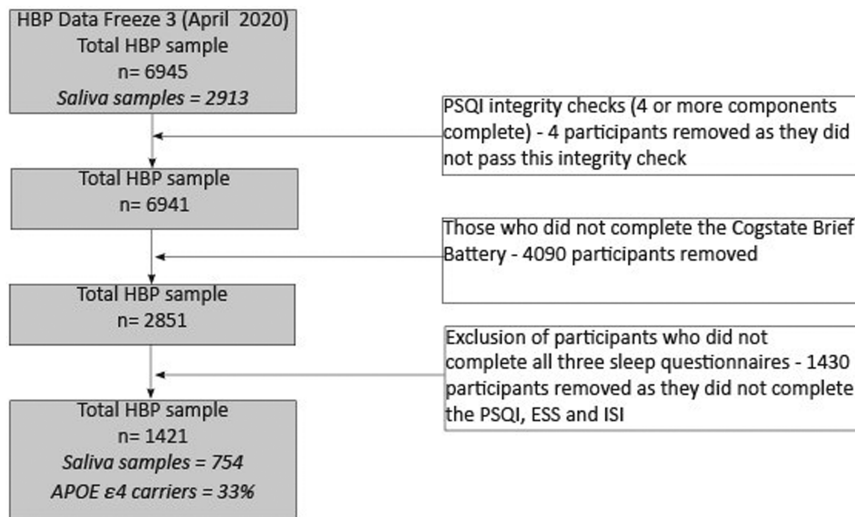 HBP Data Freeze 3 (April 2020)
Total HBP sample
n= 6945
Saliva samples = 2913
PSQI integrity checks (4 or more components
complete) - 4 participants removed as they did
not pass this integrity check
Total HBP sample
n= 6941
Those who did not complete the Cogstate Brief
Battery - 4090 participants removed
Total HBP sample
n= 2851
Exclusion of participants who did not
complete all three sleep questionnaires - 1430
participants removed as they did not complete
the PSQI, ESS and ISI
Total HBP sample
n= 1421
Saliva samples = 754
APOE ε4 carriers = 33%